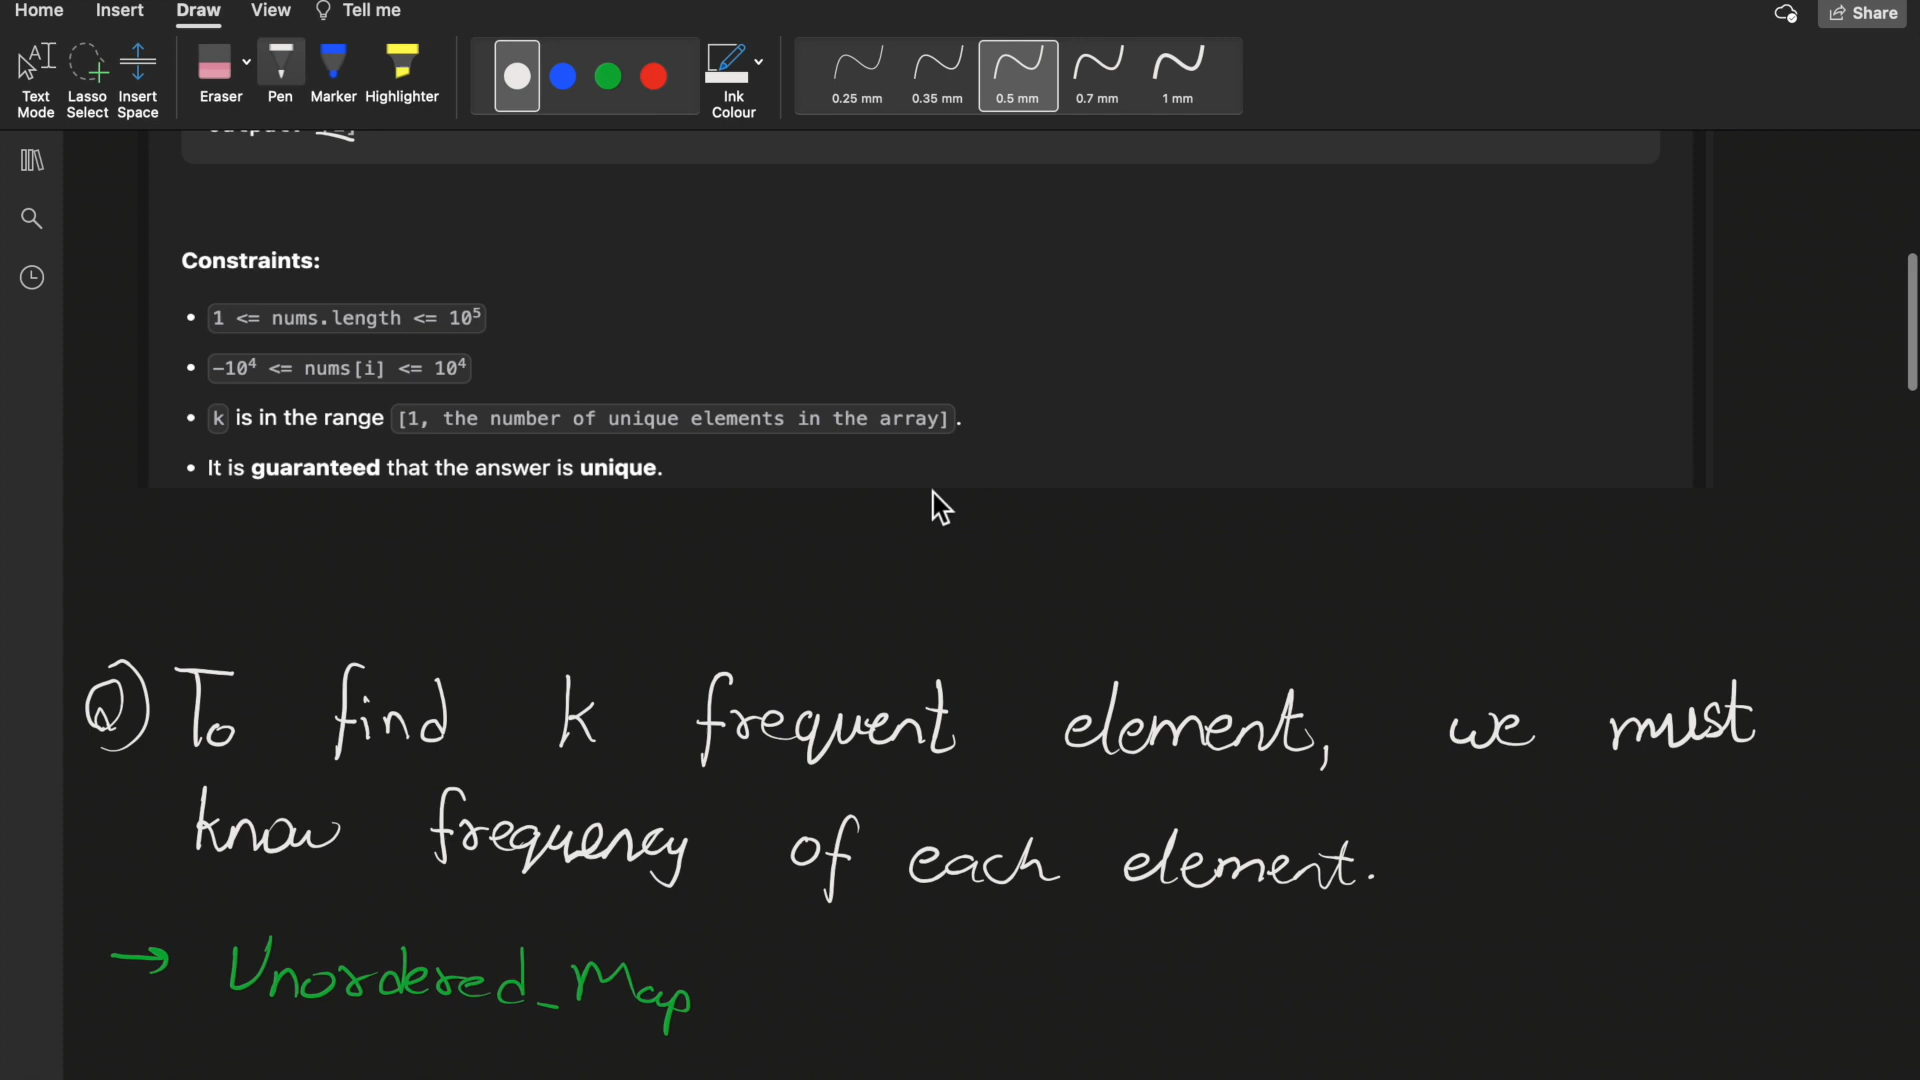 Home Insert Draw View Tell me Share
Text Mode Lasso Select Insert Space Eraser Pen Marker Highlighter Ink Colour 0.25 mm 0.35 mm 0.5 mm 0.7 mm 1 mm
Constraints:
• 1 <= nums.length <= 10⁵
• -10⁴ <= nums[i] <= 10⁴
• k is in the range [1, the number of unique elements in the array].
• It is guaranteed that the answer is unique.
Q) To find k frequent element, we must
know frequency of each element.
→ Unordered_Map